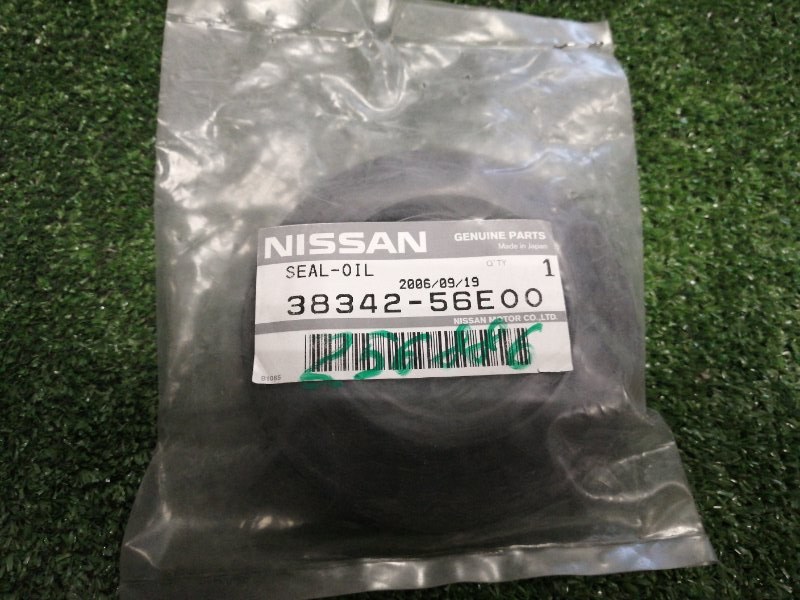 NISSAN GENUINE PARTS
Made in Japan
SEAL-OIL Q'TY 1
2006/09/19
38342-56E00
NISSAN MOTOR CO.,LTD.
256886